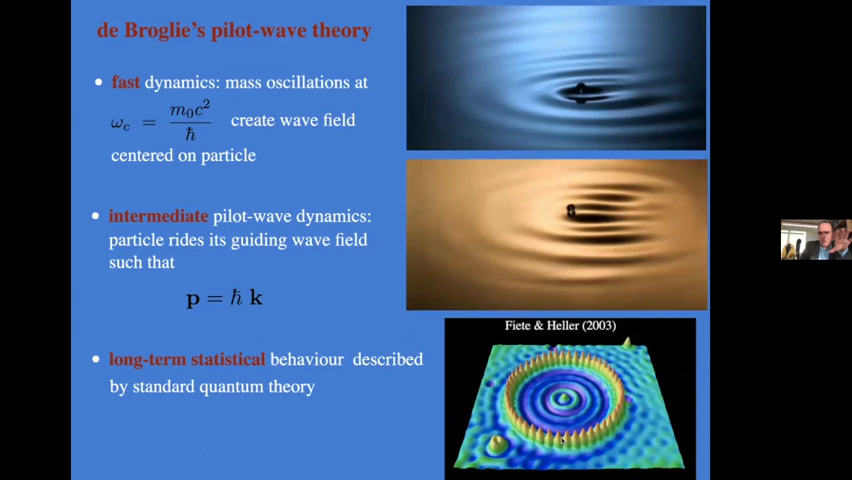 de Broglie's pilot-wave theory
• fast dynamics: mass oscillations at
ω_c = m₀c²/ħ create wave field
centered on particle
• intermediate pilot-wave dynamics:
particle rides its guiding wave field
such that
p = ħ k
• long-term statistical behaviour described
by standard quantum theory
Fiete & Heller (2003)